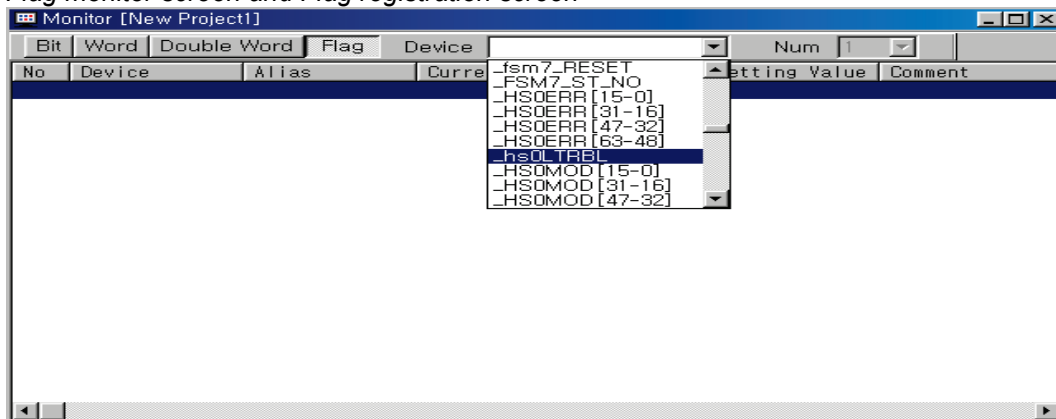 Flag monitor screen and Flag registration screen
Monitor [New Project1]
Bit Word Double Word Flag Device Num 1
No Device Alias Curre etting Value Comment
_fsm7_RESET
_FSM7_ST_NO
_HS0ERR[15-0]
_HS0ERR[31-16]
_HS0ERR[47-32]
_HS0ERR[63-48]
_hs0LTRBL
_HS0MOD[15-0]
_HS0MOD[31-16]
_HS0MOD[47-32]